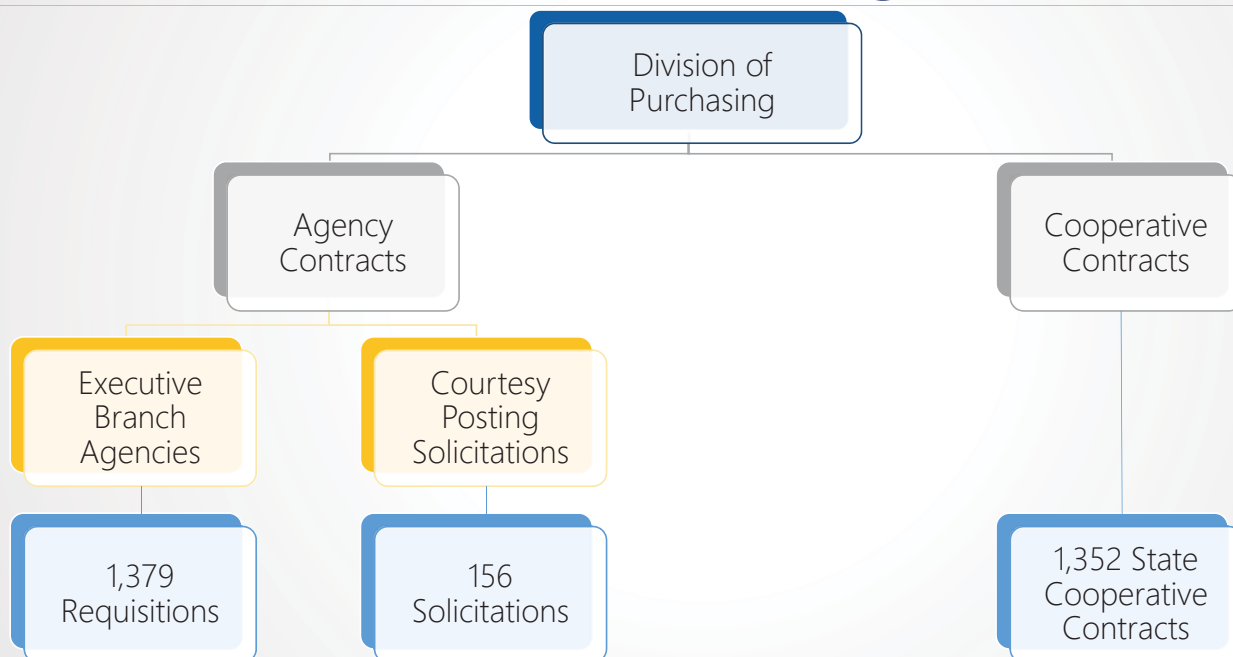 Division of
Purchasing
Agency
Contracts
Cooperative
Contracts
Executive
Branch
Agencies
Courtesy
Posting
Solicitations
1,379
Requisitions
156
Solicitations
1,352 State
Cooperative
Contracts